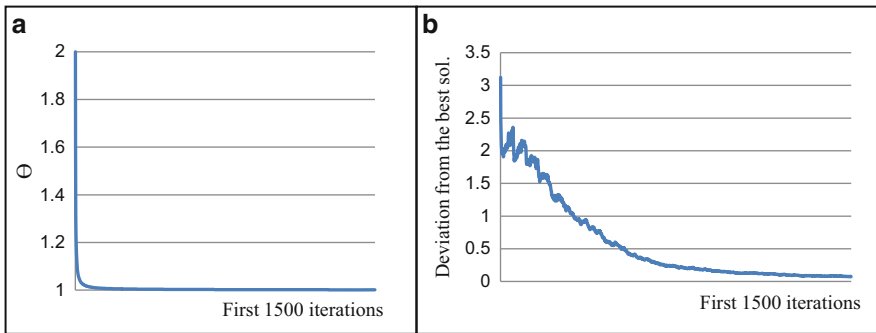 a
2
1.8
1.6
1.4
1.2
1
Θ
First 1500 iterations
b
3.5
3
2.5
2
1.5
1
0.5
0
Deviation from the best sol.
First 1500 iterations